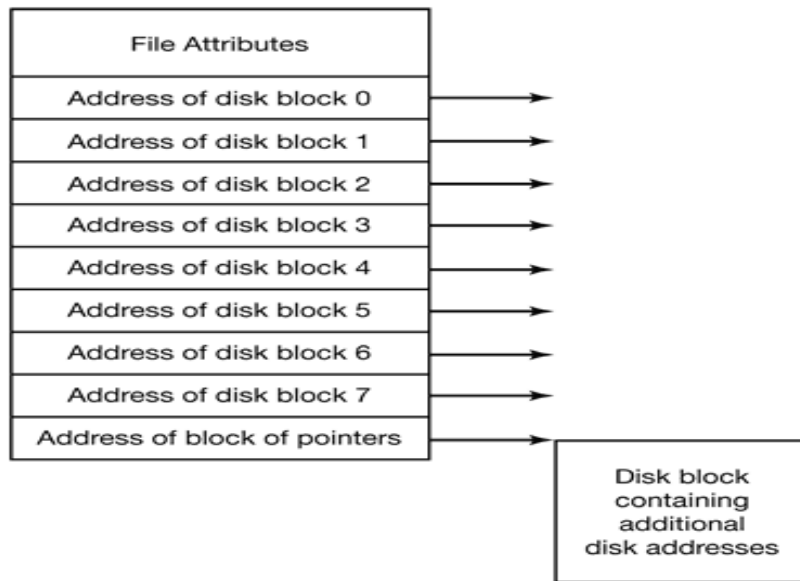 File Attributes
Address of disk block 0
Address of disk block 1
Address of disk block 2
Address of disk block 3
Address of disk block 4
Address of disk block 5
Address of disk block 6
Address of disk block 7
Address of block of pointers
Disk block
containing
additional
disk addresses